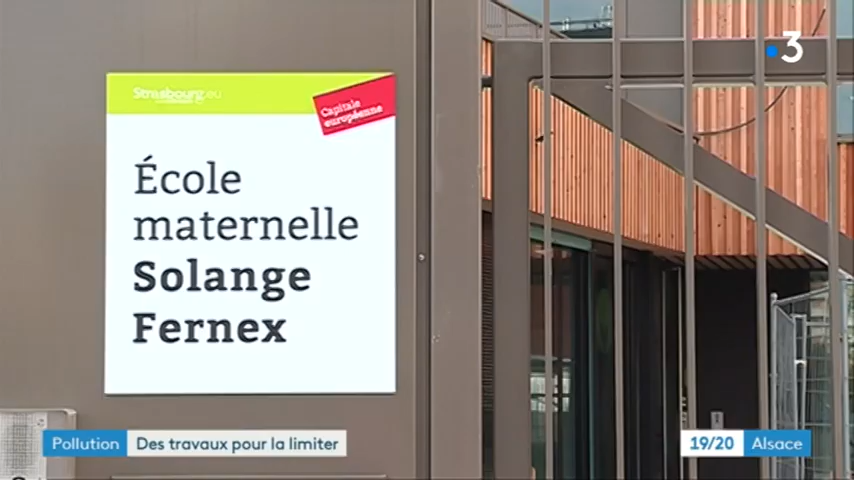 3
Strasbourg.eu
Capitale
européenne
École
maternelle
Solange
Fernex
Pollution Des travaux pour la limiter
19/20 Alsace